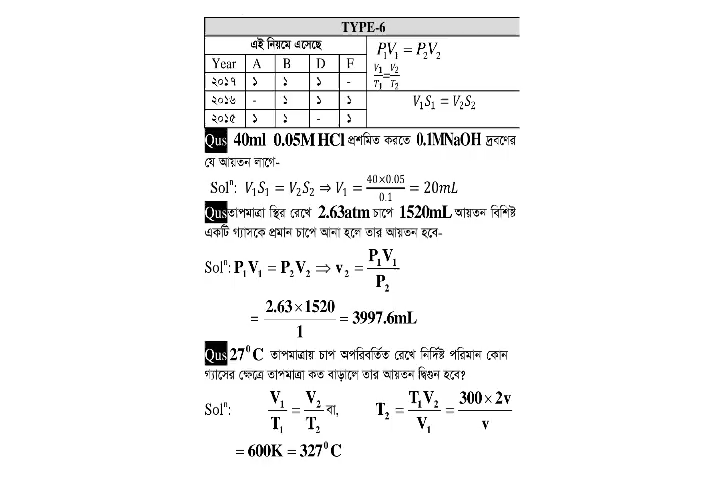 TYPE-6
এই নিয়মে এসেছে
P₁V₁ = P₂V₂
Year A B D F
V₁/T₁ = V₂/T₂
২০১৭ ১ ১ ১ -
২০১৬ - ১ ১ ১
V₁S₁ = V₂S₂
২০১৫ ১ ১ - ১
Qus 40ml 0.05M HCl প্রশমিত করতে 0.1MNaOH দ্রবণের
যে আয়তন লাগে-
Solⁿ: V₁S₁ = V₂S₂ ⇒ V₁ = 40×0.05/0.1 = 20mL
Qus তাপমাত্রা স্থির রেখে 2.63atm চাপে 1520mL আয়তন বিশিষ্ট
একটি গ্যাসকে প্রমান চাপে আনা হলে তার আয়তন হবে-
Solⁿ: P₁V₁ = P₂V₂ ⇒ v₂ = P₁V₁/P₂
= 2.63×1520/1 = 3997.6mL
Qus 27⁰C তাপমাত্রায় চাপ অপরিবর্তিত রেখে নির্দিষ্ট পরিমান কোন
গ্যাসের ক্ষেত্রে তাপমাত্রা কত বাড়ালে তার আয়তন দ্বিগুন হবে?
Solⁿ: V₁/T₁ = V₂/T₂ বা, T₂ = T₁V₂/V₁ = 300×2v/v
= 600K = 327⁰C